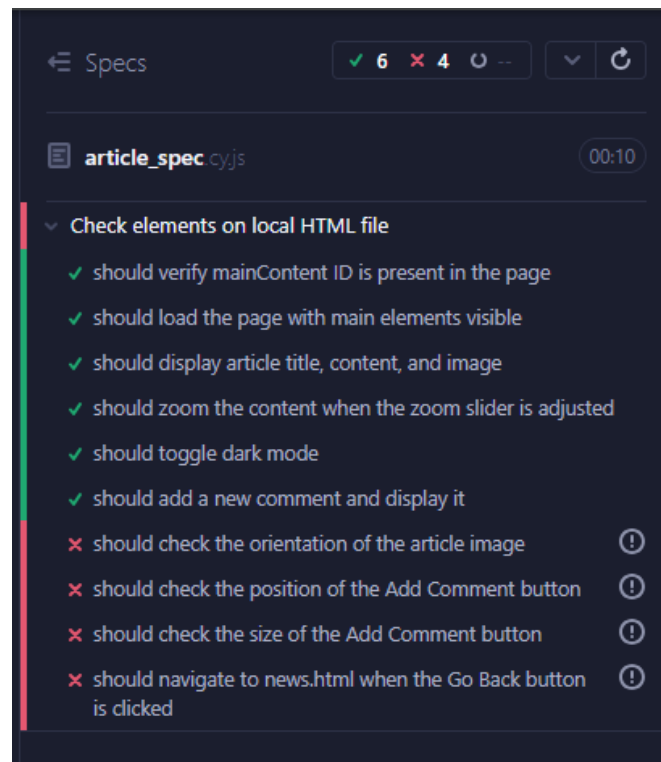 Specs
6 4 --
article_spec.cy.js
00:10
Check elements on local HTML file
should verify mainContent ID is present in the page
should load the page with main elements visible
should display article title, content, and image
should zoom the content when the zoom slider is adjusted
should toggle dark mode
should add a new comment and display it
should check the orientation of the article image
should check the position of the Add Comment button
should check the size of the Add Comment button
should navigate to news.html when the Go Back button
is clicked